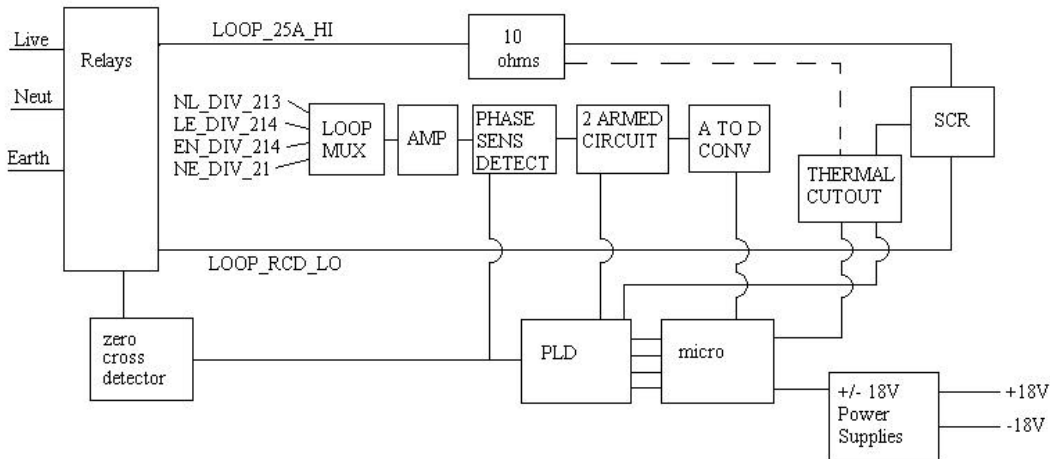 Live
Neut
Earth
Relays
LOOP_25A_HI
10
ohms
SCR
NL_DIV_213
LE_DIV_214
EN_DIV_214
NE_DIV_21
LOOP
MUX
AMP
PHASE
SENS
DETECT
2 ARMED
CIRCUIT
A TO D
CONV
THERMAL
CUTOUT
LOOP_RCD_LO
zero
cross
detector
PLD
micro
+/- 18V
Power
Supplies
+18V
-18V